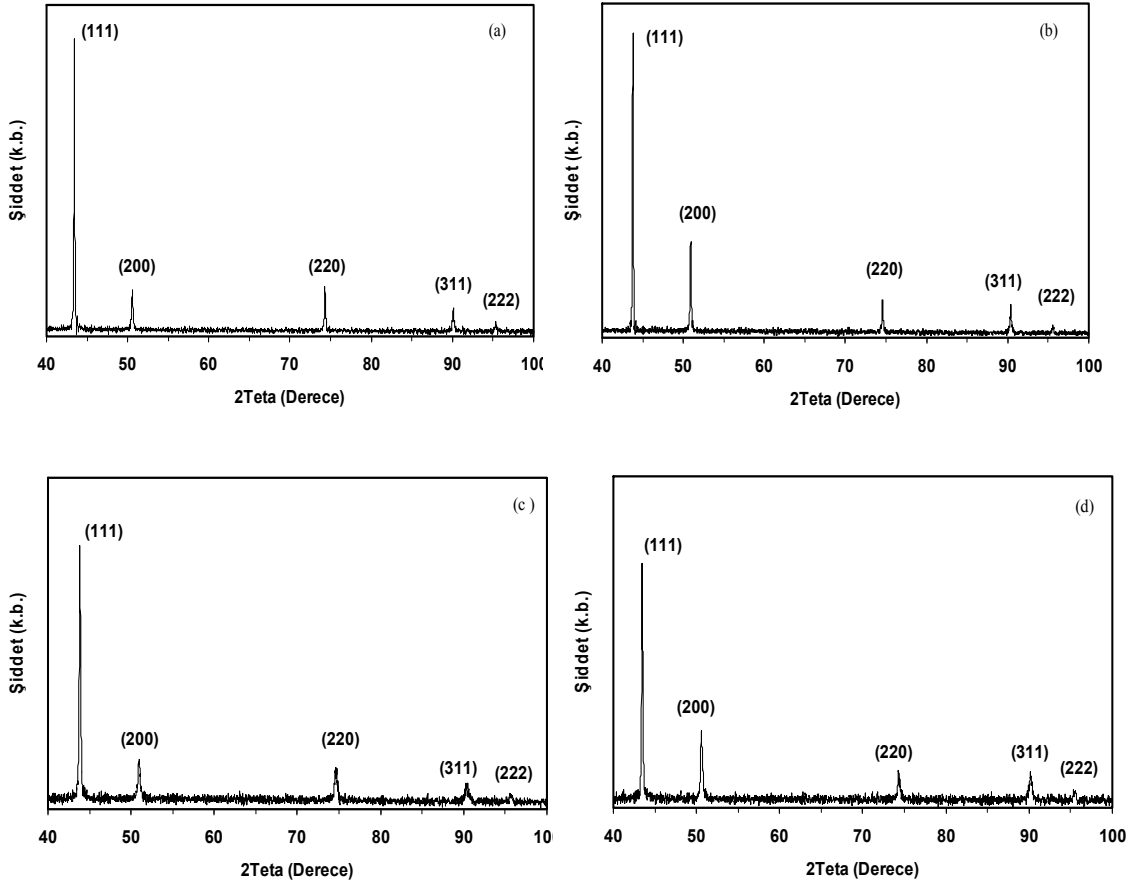 (a)
Şiddet (k.b.)
(111)
(200)
(220)
(311)
(222)
40 50 60 70 80 90 100
2Teta (Derece)
(b)
Şiddet (k.b.)
(111)
(200)
(220)
(311)
(222)
40 50 60 70 80 90 100
2Teta (Derece)
(c )
Şiddet (k.b.)
(111)
(200)
(220)
(311)
(222)
40 50 60 70 80 90 10
2Teta (Derece)
(d)
Şiddet (k.b.)
(111)
(200)
(220)
(311)
(222)
40 50 60 70 80 90 100
2Teta (Derece)